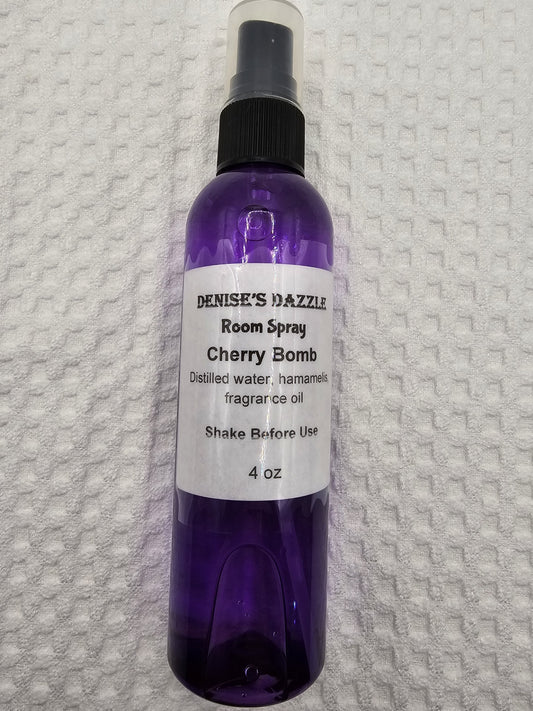 DENISE'S DAZZLE
Room Spray
Cherry Bomb
Distilled water, hamamelis,
fragrance oil
Shake Before Use
4 oz